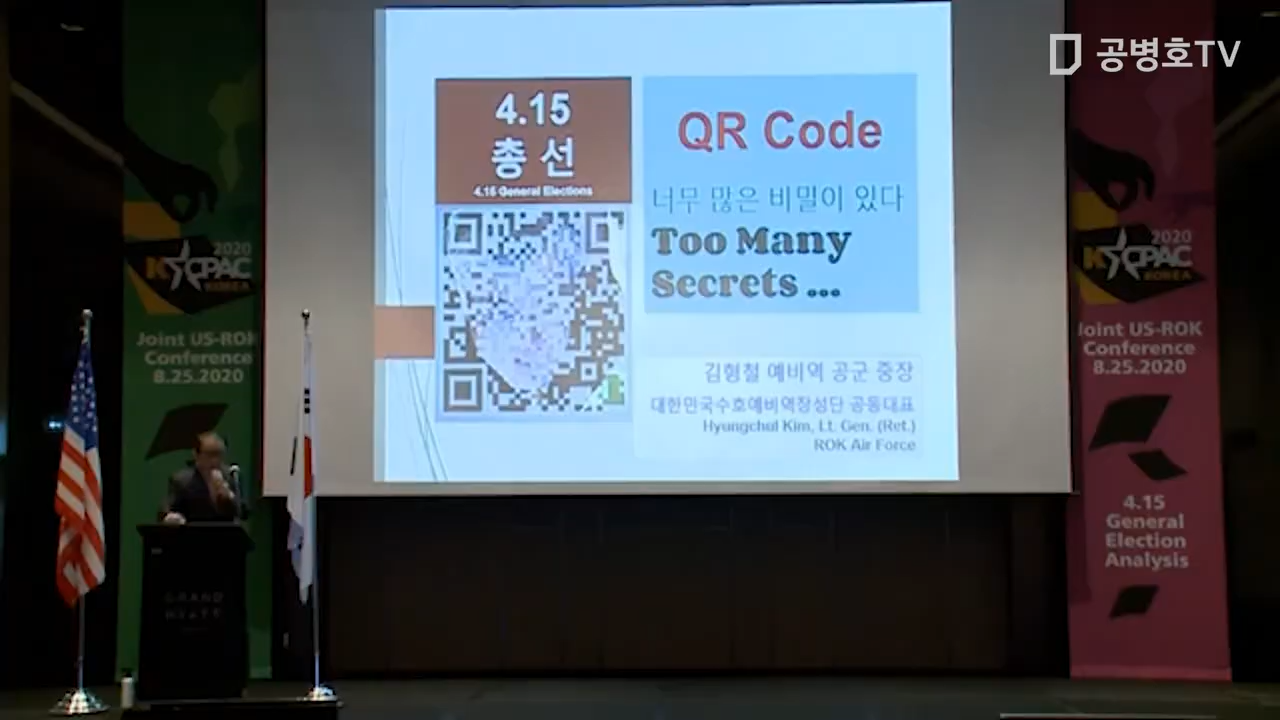 공병호TV
4.15
총 선
4.15 General Elections
QR Code
너무 많은 비밀이 있다
Too Many
Secrets ...
김형철 예비역 공군 중장
대한민국수호예비역장성단 공동대표
Hyungchul Kim, Lt. Gen. (Ret.)
ROK Air Force
2020
KCPAC
KOREA
Joint US-ROK
Conference
8.25.2020
GRAND
HYATT
2020
KCPAC
KOREA
Joint US-ROK
Conference
8.25.2020
4.15
General
Election
Analysis